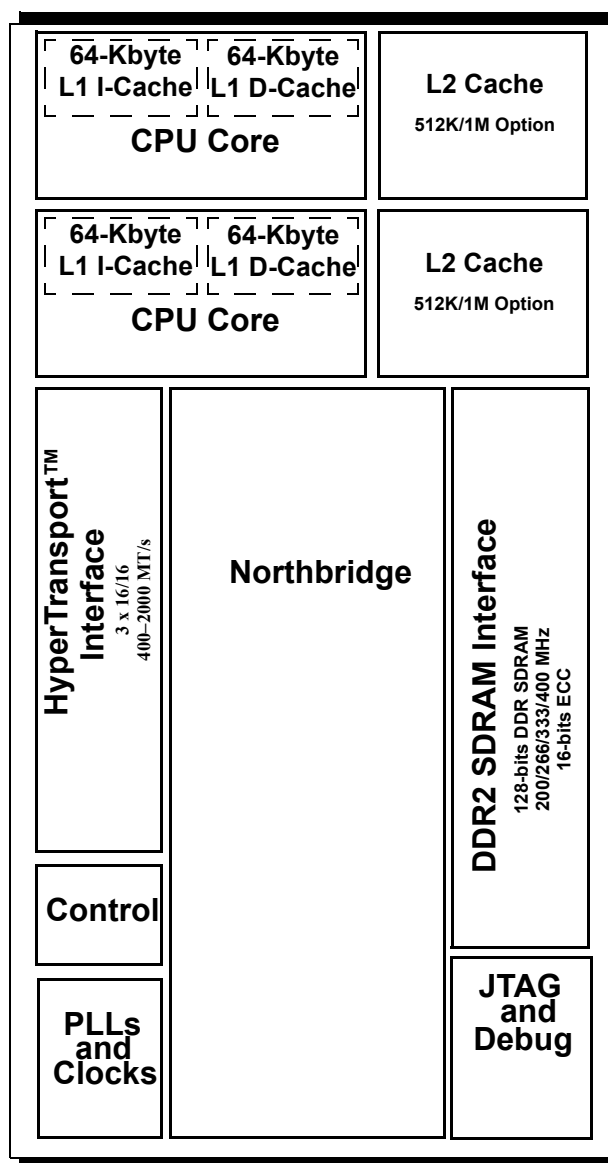 64-Kbyte
L1 I-Cache
64-Kbyte
L1 D-Cache
CPU Core
L2 Cache
512K/1M Option
64-Kbyte
L1 I-Cache
64-Kbyte
L1 D-Cache
CPU Core
L2 Cache
512K/1M Option
HyperTransport™
Interface
3 x 16/16
400–2000 MT/s
Northbridge
DDR2 SDRAM Interface
128-bits DDR SDRAM
200/266/333/400 MHz
16-bits ECC
Control
PLLs
and
Clocks
JTAG
and
Debug